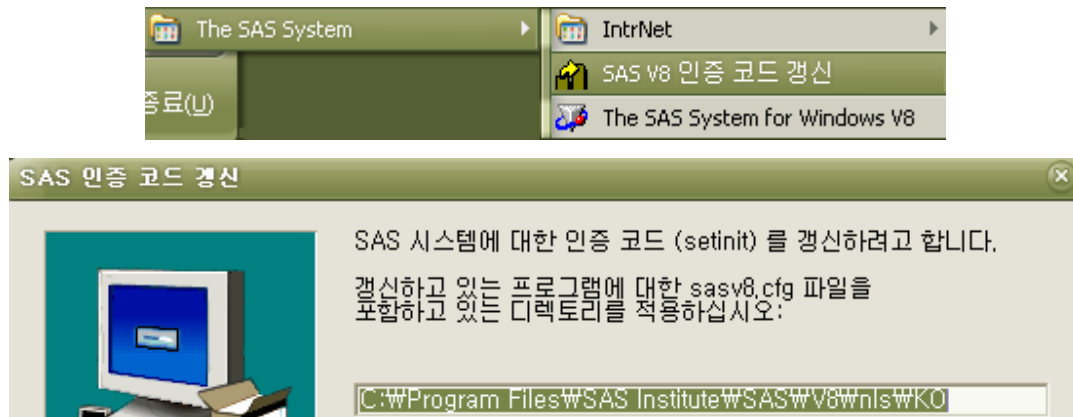 The SAS System
IntrNet
SAS V8 인증 코드 갱신
종료(U)
The SAS System for Windows V8
SAS 인증 코드 갱신
SAS 시스템에 대한 인증 코드 (setinit) 를 갱신하려고 합니다.
갱신하고 있는 프로그램에 대한 sasv8.cfg 파일을
포함하고 있는 디렉토리를 적용하십시오:
C:₩Program Files₩SAS Institute₩SAS₩V8₩nls₩KO